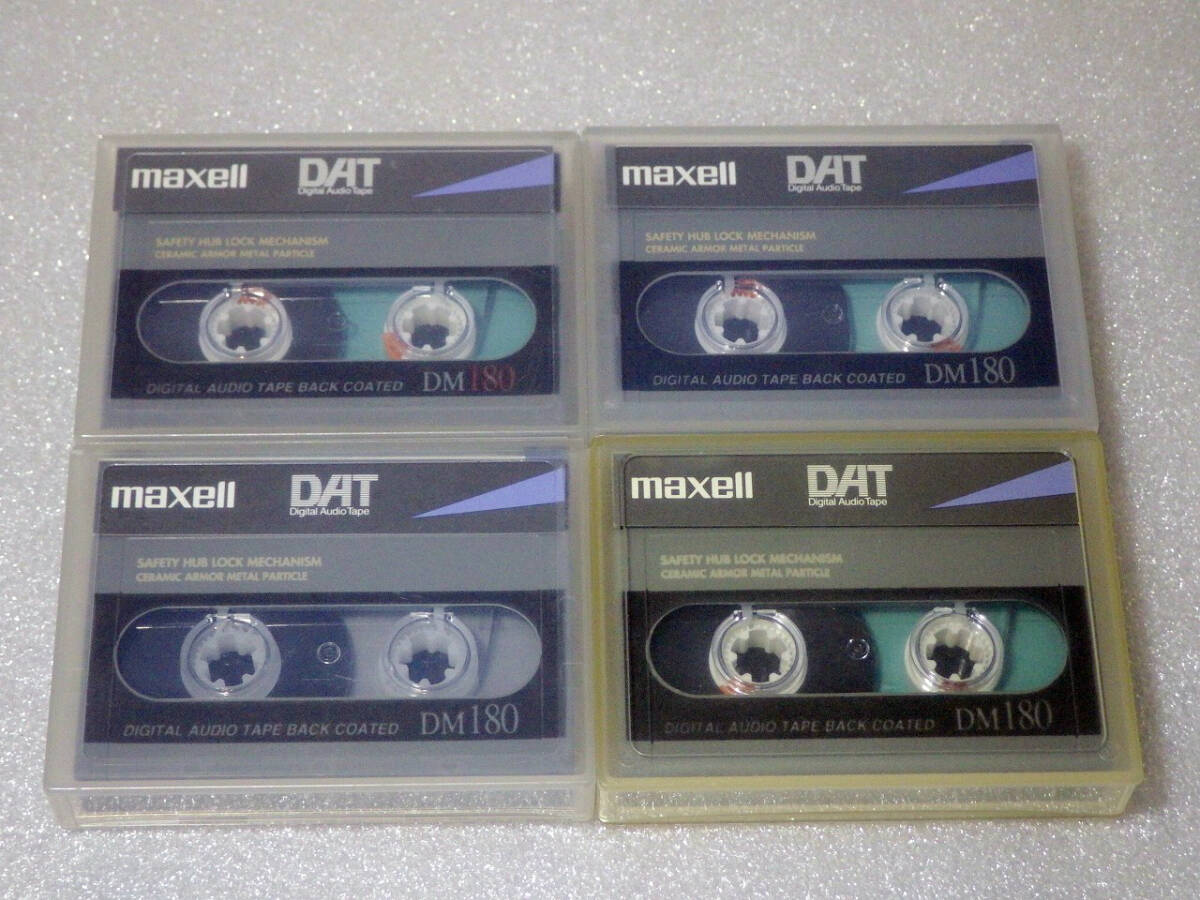 maxell DAT
Digital Audio Tape
SAFETY HUB LOCK MECHANISM
CERAMIC ARMOR METAL PARTICLE
DIGITAL AUDIO TAPE BACK COATED DM180
maxell DAT
Digital Audio Tape
SAFETY HUB LOCK MECHANISM
CERAMIC ARMOR METAL PARTICLE
DIGITAL AUDIO TAPE BACK COATED DM180
maxell DAT
Digital Audio Tape
SAFETY HUB LOCK MECHANISM
CERAMIC ARMOR METAL PARTICLE
DIGITAL AUDIO TAPE BACK COATED DM180
maxell DAT
Digital Audio Tape
SAFETY HUB LOCK MECHANISM
CERAMIC ARMOR METAL PARTICLE
DIGITAL AUDIO TAPE BACK COATED DM180